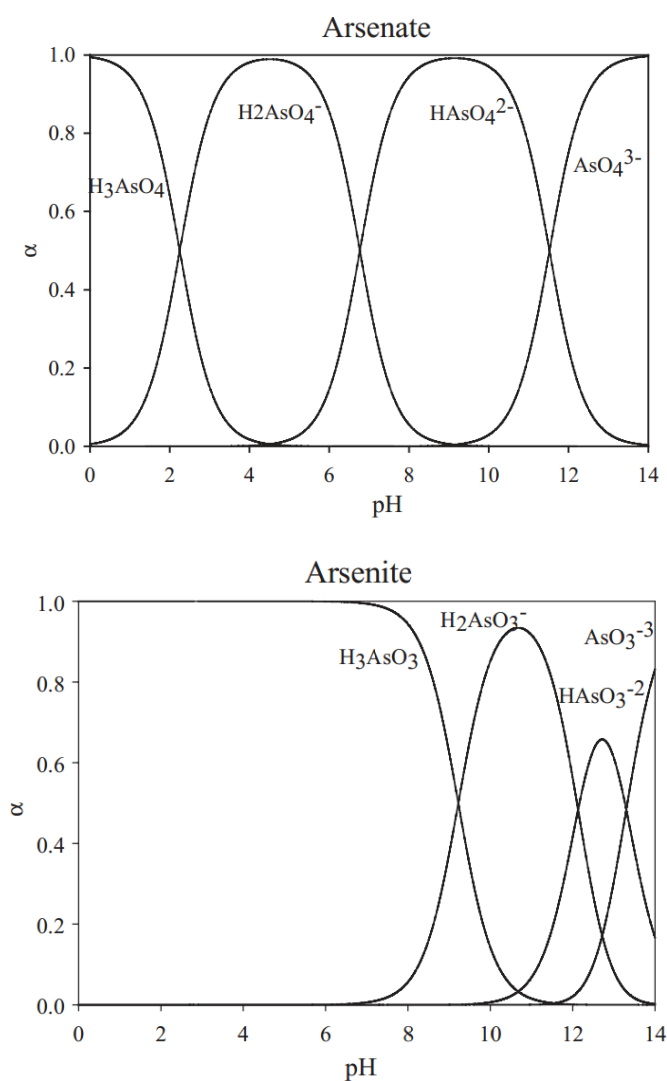 Arsenate
1.0
H2AsO₄⁻
HAsO₄²⁻
0.8
AsO₄³⁻
H₃AsO₄
0.6
α
0.4
0.2
0.0
0 2 4 6 8 10 12 14
pH
Arsenite
1.0
H₂AsO₃⁻
AsO₃⁻³
H₃AsO₃
0.8
HAsO₃⁻²
0.6
α
0.4
0.2
0.0
0 2 4 6 8 10 12 14
pH